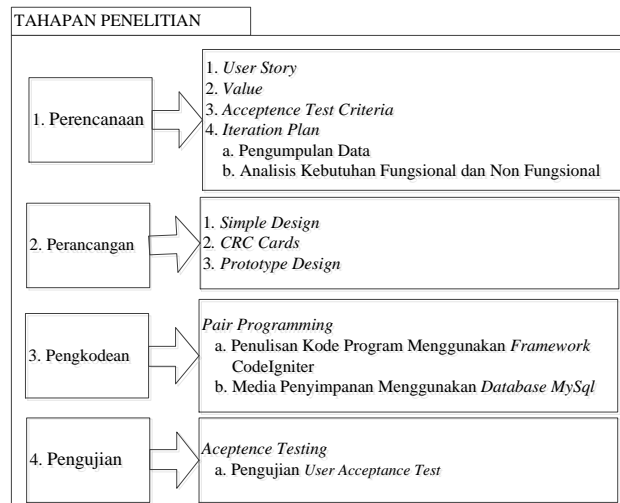 TAHAPAN PENELITIAN
1. Perencanaan
1. User Story
2. Value
3. Acceptence Test Criteria
4. Iteration Plan
a. Pengumpulan Data
b. Analisis Kebutuhan Fungsional dan Non Fungsional
2. Perancangan
1. Simple Design
2. CRC Cards
3. Prototype Design
3. Pengkodean
Pair Programming
a. Penulisan Kode Program Menggunakan Framework
CodeIgniter
b. Media Penyimpanan Menggunakan Database MySql
4. Pengujian
Aceptence Testing
a. Pengujian User Acceptance Test